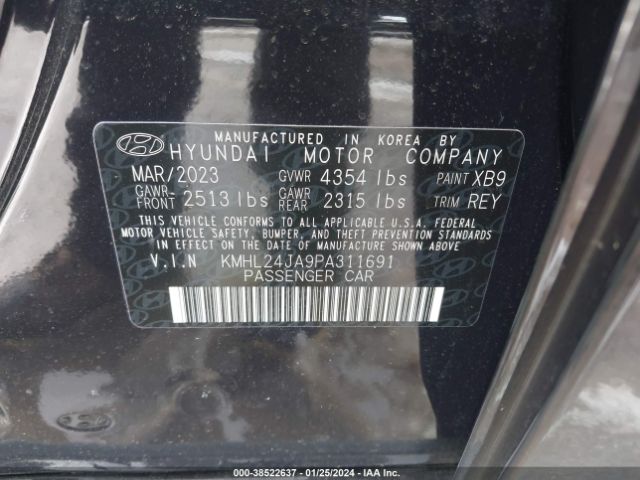 MANUFACTURED IN KOREA BY
HYUNDAI MOTOR COMPANY
MAR/2023 GVWR 4354 lbs PAINT XB9
GAWR FRONT 2513 lbs GAWR REAR 2315 lbs TRIM REY
THIS VEHICLE CONFORMS TO ALL APPLICABLE U.S.A. FEDERAL
MOTOR VEHICLE SAFETY, BUMPER, AND THEFT PREVENTION STANDARDS
IN EFFECT ON THE DATE OF MANUFACTURE SHOWN ABOVE.
V.I.N KMHL24JA9PA311691
PASSENGER CAR
000-38522637 - 01/25/2024 - IAA Inc.